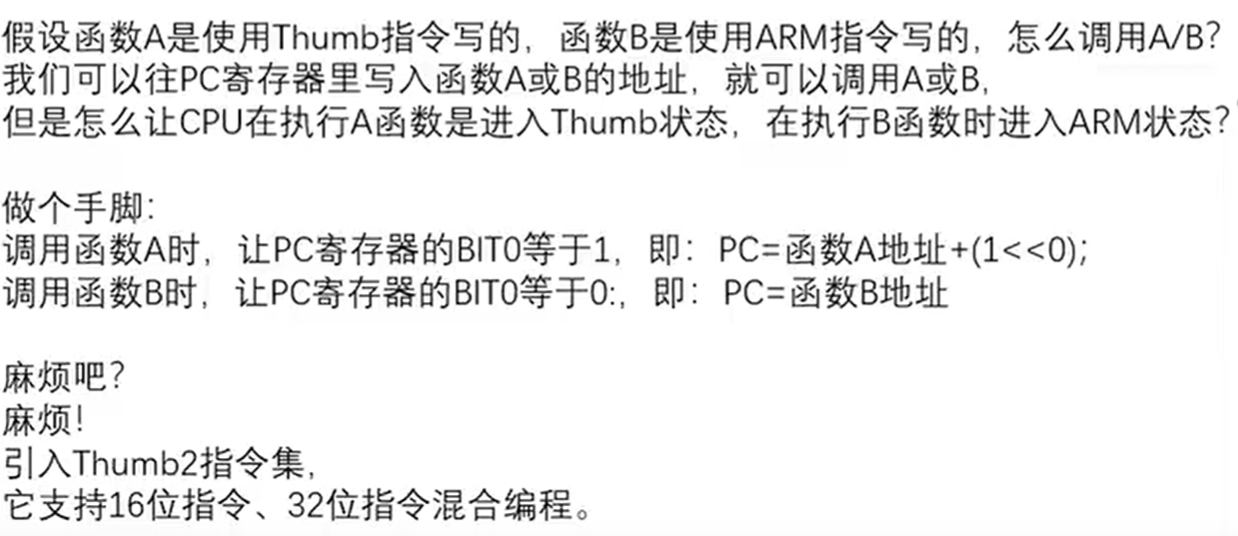 假设函数A是使用Thumb指令写的，函数B是使用ARM指令写的，怎么调用A/B?
我们可以往PC寄存器里写入函数A或B的地址，就可以调用A或B，
但是怎么让CPU在执行A函数是进入Thumb状态，在执行B函数时进入ARM状态?
做个手脚：
调用函数A时，让PC寄存器的BIT0等于1，即：PC=函数A地址+(1<<0);
调用函数B时，让PC寄存器的BIT0等于0:，即：PC=函数B地址
麻烦吧?
麻烦!
引入Thumb2指令集，
它支持16位指令、32位指令混合编程。